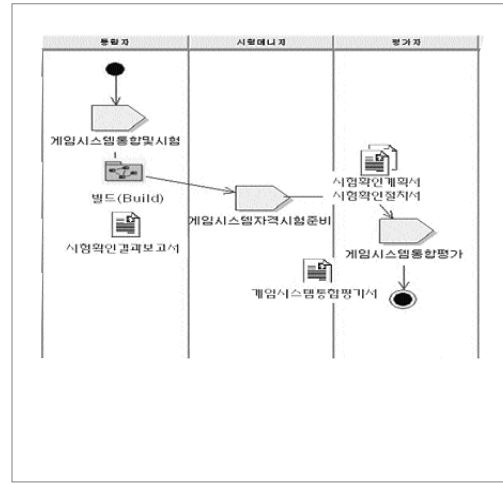 통합자
시험매니저
평가자
게임시스템통합및시험
빌드(Build)
시험확인결과보고서
게임시스템자격시험준비
시험확인계획서
시험확인절차서
게임시스템통합평가
게임시스템통합평가서